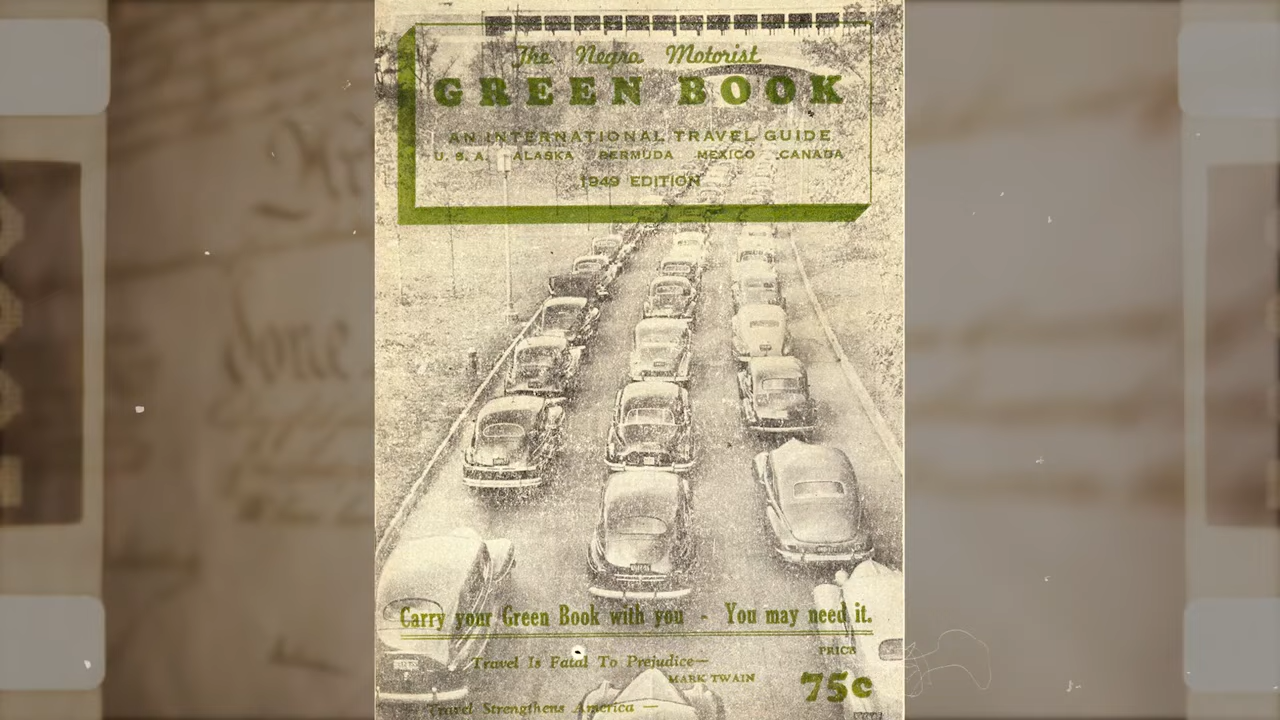 The Negro Motorist
GREEN BOOK
AN INTERNATIONAL TRAVEL GUIDE
U. S. A. ALASKA BERMUDA MEXICO CANADA
1949 EDITION
Carry your Green Book with you - You may need it.
Travel Is Fatal To Prejudice—
MARK TWAIN
PRICE
75c
Travel Strengthens America —